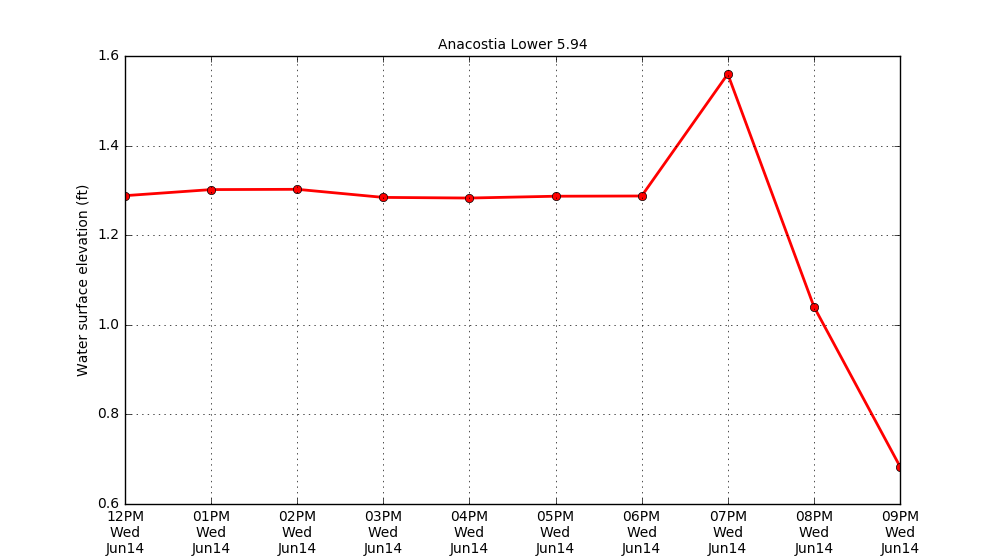 Anacostia Lower 5.94
Water surface elevation (ft)
1.6
1.4
1.2
1.0
0.8
0.6
12PM 01PM 02PM 03PM 04PM 05PM 06PM 07PM 08PM 09PM
Wed Wed Wed Wed Wed Wed Wed Wed Wed Wed
Jun14 Jun14 Jun14 Jun14 Jun14 Jun14 Jun14 Jun14 Jun14 Jun14